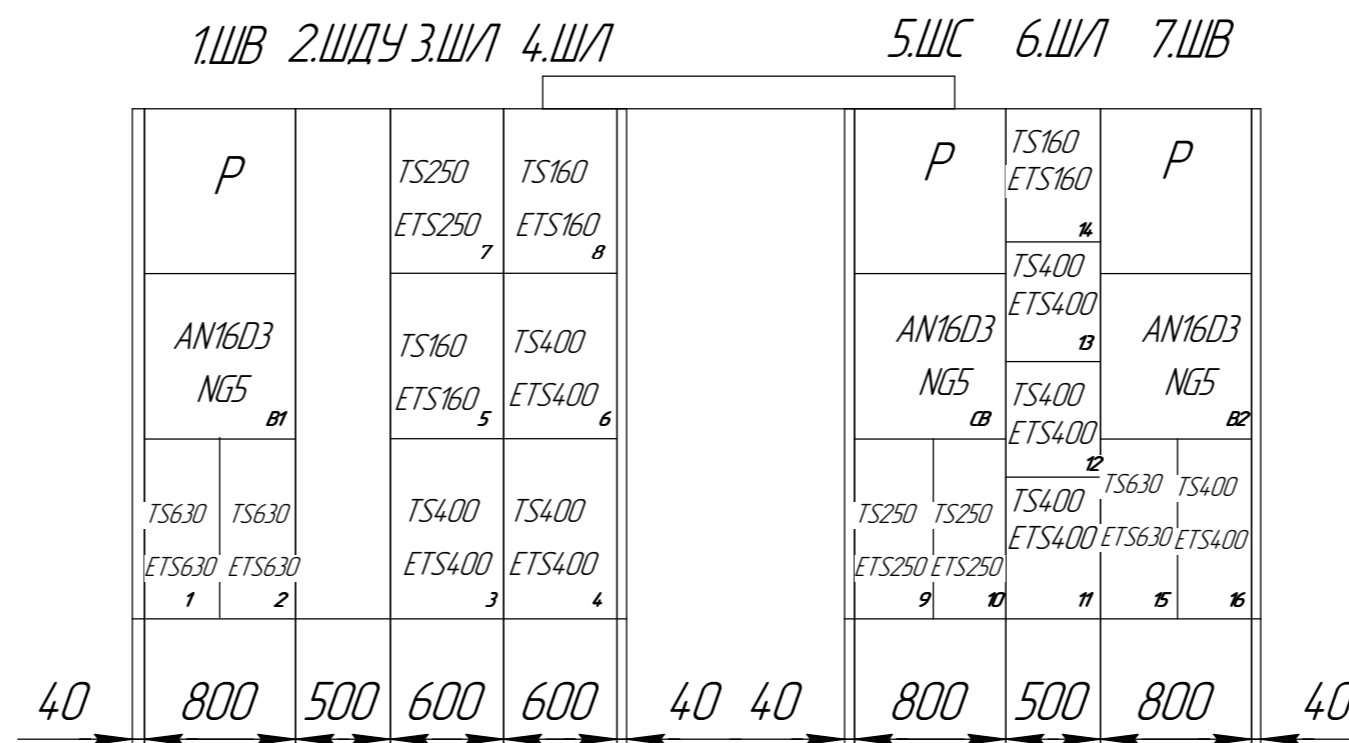 1.ШВ 2.ШДУ 3.ШЛ 4.ШЛ 5.ШС 6.ШЛ 7.ШВ
P
TS250
ETS250
7
TS160
ETS160
8
P
TS160
ETS160
14
P
AN16D3
NG5
B1
TS160
ETS160
5
TS400
ETS400
6
AN16D3
NG5
СВ
TS400
ETS400
13
TS400
ETS400
12
AN16D3
NG5
B2
TS630
ETS630
1
TS630
ETS630
2
TS400
ETS400
3
TS400
ETS400
4
TS250
ETS250
9
TS250
ETS250
10
TS400
ETS400
11
TS630
ETS630
15
TS400
ETS400
16
40 800 500 600 600 40 40 800 500 800 40